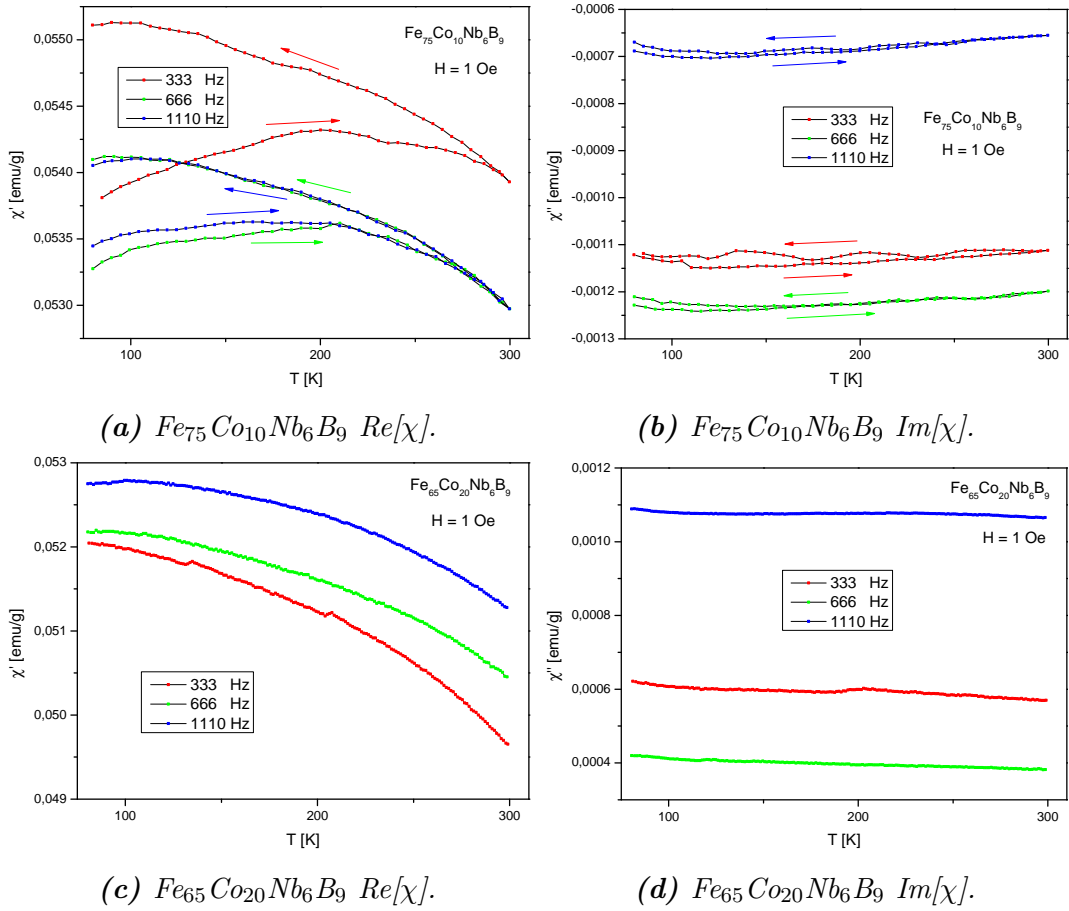 0,0550
0,0545
0,0540
0,0535
0,0530
χ' [emu/g]
Fe75Co10Nb6B9
H = 1 Oe
333 Hz
666 Hz
1110 Hz
100 200 300
T [K]
(a) Fe75Co10Nb6B9 Re[χ].
-0,0006
-0,0007
-0,0008
-0,0009
-0,0010
-0,0011
-0,0012
-0,0013
χ'' [emu/g]
333 Hz
666 Hz
1110 Hz
Fe75Co10Nb6B9
H = 1 Oe
100 200 300
T [K]
(b) Fe75Co10Nb6B9 Im[χ].
0,053
0,052
0,051
0,050
0,049
χ' [emu/g]
Fe65Co20Nb6B9
H = 1 Oe
333 Hz
666 Hz
1110 Hz
100 200 300
T [K]
(c) Fe65Co20Nb6B9 Re[χ].
0,0012
0,0010
0,0008
0,0006
0,0004
χ'' [emu/g]
Fe65Co20Nb6B9
H = 1 Oe
333 Hz
666 Hz
1110 Hz
100 200 300
T [K]
(d) Fe65Co20Nb6B9 Im[χ].